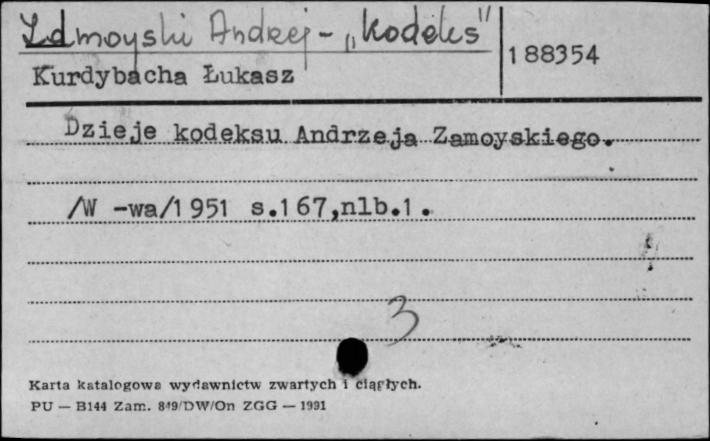 Zamoyski Andrzej - „Kodeks"
188354
Kurdybacha Łukasz
Dzieje kodeksu Andrzeja Zamoyskiego.
/W -wa/1951 s.167,nlb.1.
3
Karta katalogowa wydawnictw zwartych i ciągłych.
PU — B144 Zam. 849/DW/On ZGG — 1991